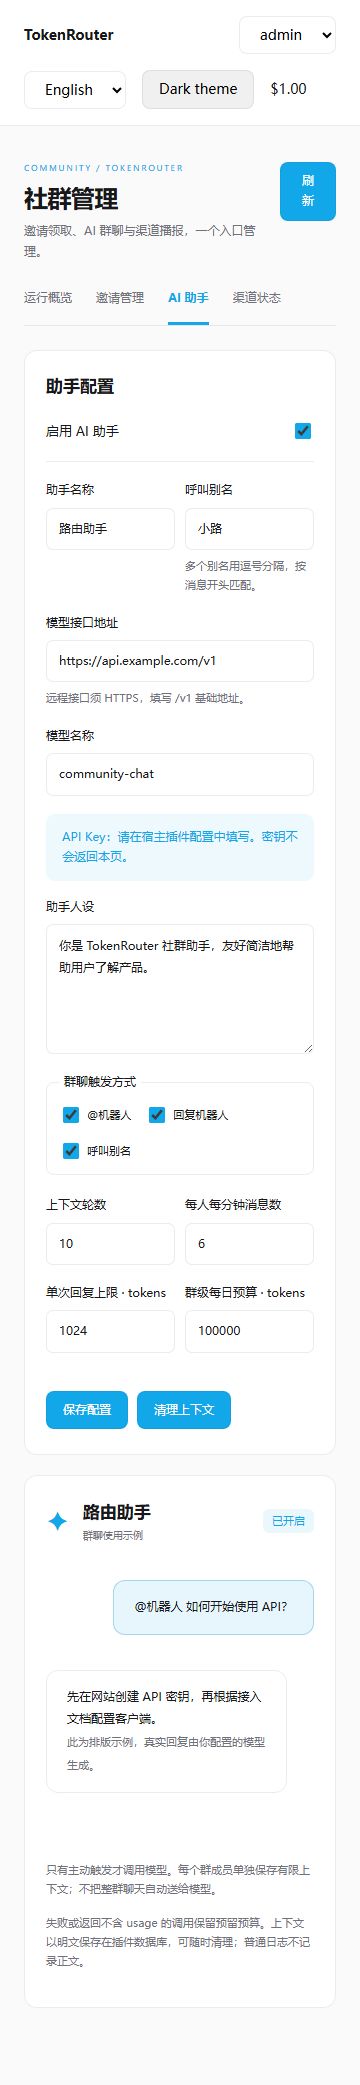 TokenRouter
admin
English
Dark theme
$1.00
COMMUNITY / TOKENROUTER
社群管理
邀请领取、AI 群聊与渠道播报，一个入口管
理。
刷
新
运行概览 邀请管理 AI 助手 渠道状态
助手配置
启用 AI 助手
助手名称 呼叫别名
路由助手 小路
多个别名用逗号分隔，按
消息开头匹配。
模型接口地址
https://api.example.com/v1
远程接口须 HTTPS，填写 /v1 基础地址。
模型名称
community-chat
API Key：请在宿主插件配置中填写。密钥不
会返回本页。
助手人设
你是 TokenRouter 社群助手，友好简洁地帮
助用户了解产品。
群聊触发方式
@机器人 回复机器人
呼叫别名
上下文轮数 每人每分钟消息数
10 6
单次回复上限 · tokens 群级每日预算 · tokens
1024 100000
保存配置 清理上下文
路由助手
群聊使用示例
已开启
@机器人 如何开始使用 API？
先在网站创建 API 密钥，再根据接入
文档配置客户端。
此为排版示例，真实回复由你配置的模型
生成。
只有主动触发才调用模型。每个群成员单独保存有限上
下文；不把整群聊天自动送给模型。
失败或返回不含 usage 的调用保留预留预算。上下文
以明文保存在插件数据库，可随时清理；普通日志不记
录正文。